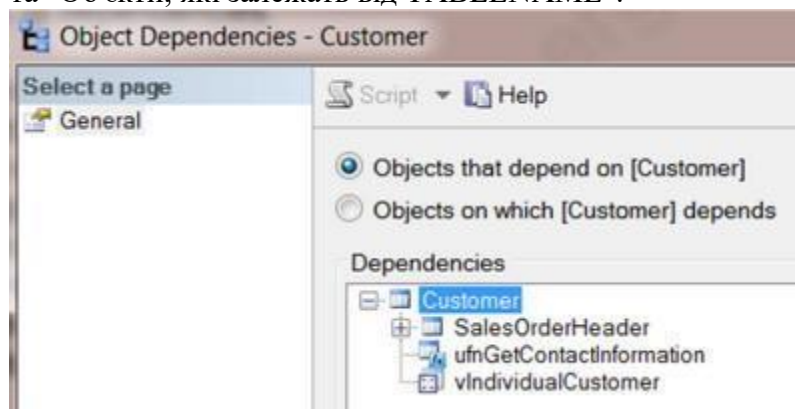 та "Об'єкти, які залежать від TABLENAME".
Object Dependencies - Customer
Select a page
General
Script
Help
Objects that depend on [Customer]
Objects on which [Customer] depends
Dependencies
Customer
SalesOrderHeader
ufnGetContactInformation
vIndividualCustomer